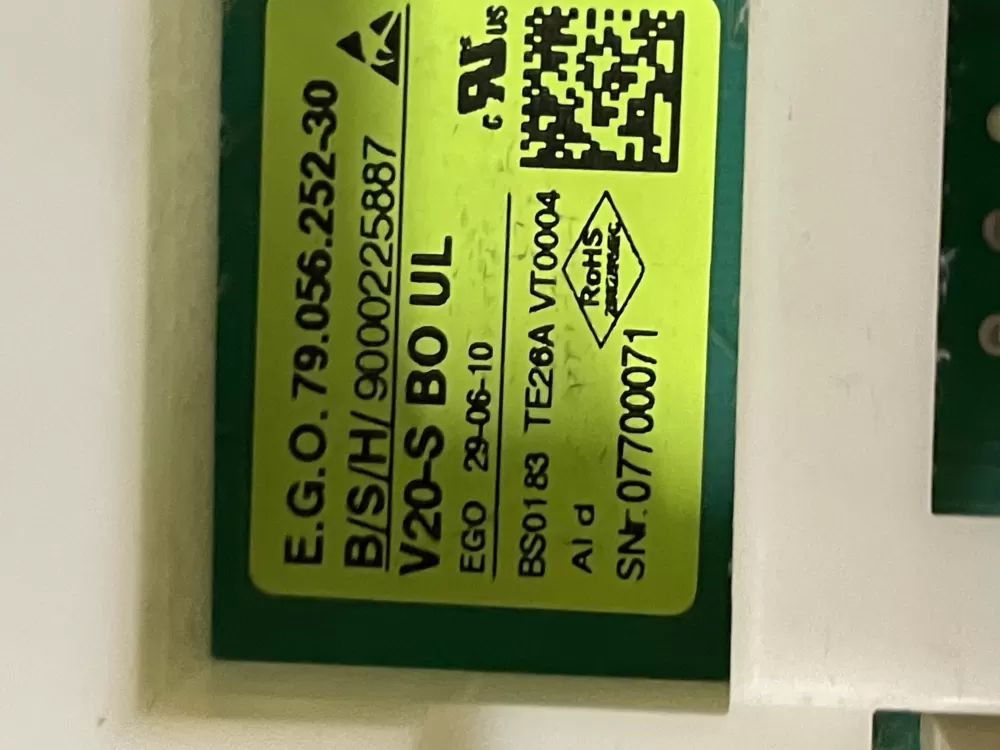 E.G.O. 79.056.252-30
B/S/H/ 9000225887
V20-S BO UL
EGO 29-06-10
c US
BS0183 TE26A VT0004
A1 d
RoHS
SNr.07700071